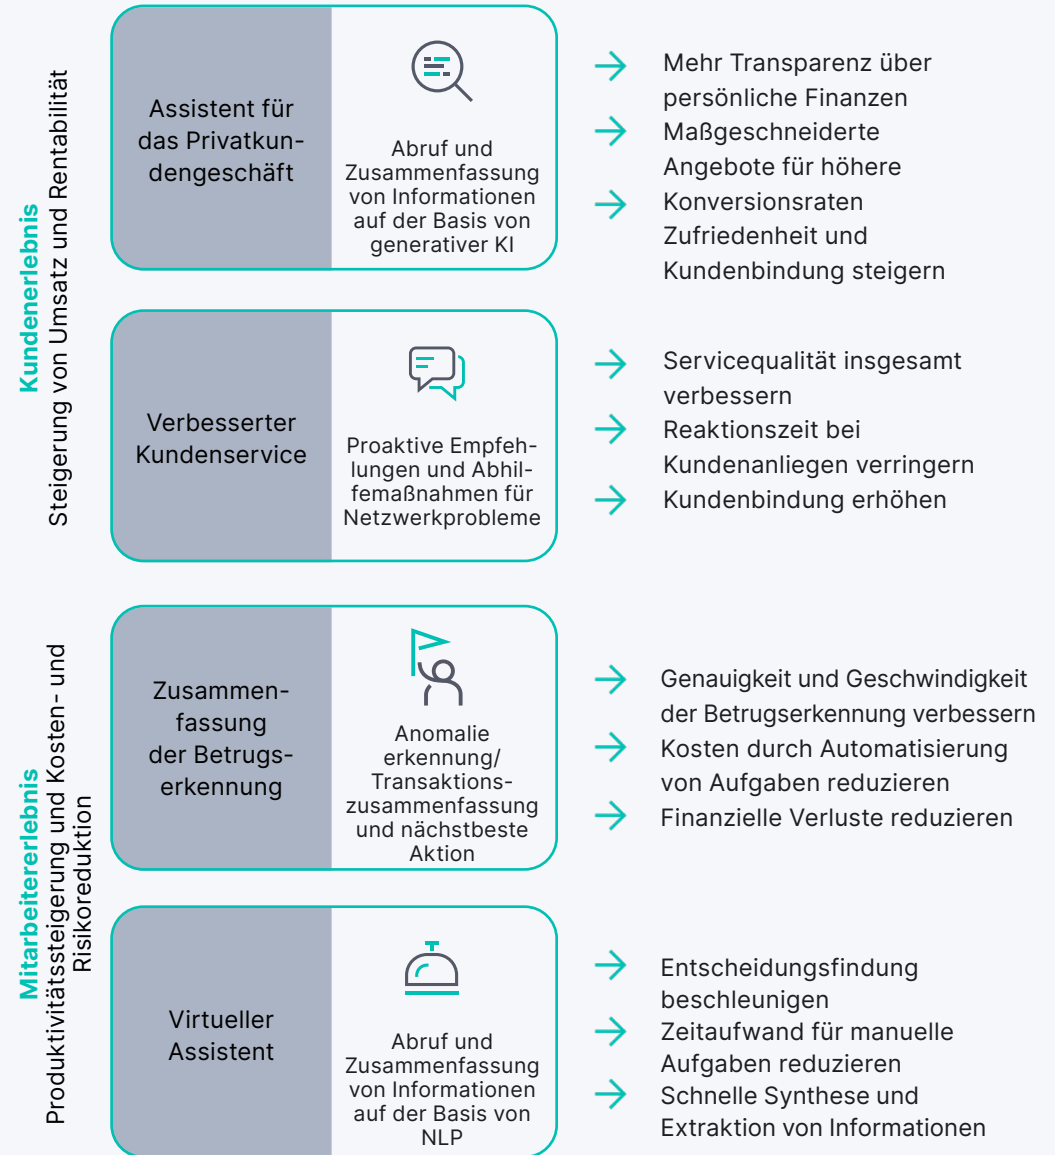 Kundenerlebnis
Steigerung von Umsatz und Rentabilität
Assistent für
das Privatkun-
dengeschäft
Abruf und
Zusammenfassung
von Informationen
auf der Basis von
generativer KI
Mehr Transparenz über
persönliche Finanzen
Maßgeschneiderte
Angebote für höhere
Konversionsraten
Zufriedenheit und
Kundenbindung steigern
Verbesserter
Kundenservice
Proaktive Empfeh-
lungen und Abhil-
femaßnahmen für
Netzwerkprobleme
Servicequalität insgesamt
verbessern
Reaktionszeit bei
Kundenanliegen verringern
Kundenbindung erhöhen
Mitarbeitererlebnis
Produktivitätssteigerung und Kosten- und
Risikoreduktion
Zusammen-
fassung
der Betrugs-
erkennung
Anomalie
erkennung/
Transaktions-
zusammenfassung
und nächstbeste
Aktion
Genauigkeit und Geschwindigkeit
der Betrugserkennung verbessern
Kosten durch Automatisierung
von Aufgaben reduzieren
Finanzielle Verluste reduzieren
Virtueller
Assistent
Abruf und
Zusammenfassung
von Informationen
auf der Basis von
NLP
Entscheidungsfindung
beschleunigen
Zeitaufwand für manuelle
Aufgaben reduzieren
Schnelle Synthese und
Extraktion von Informationen